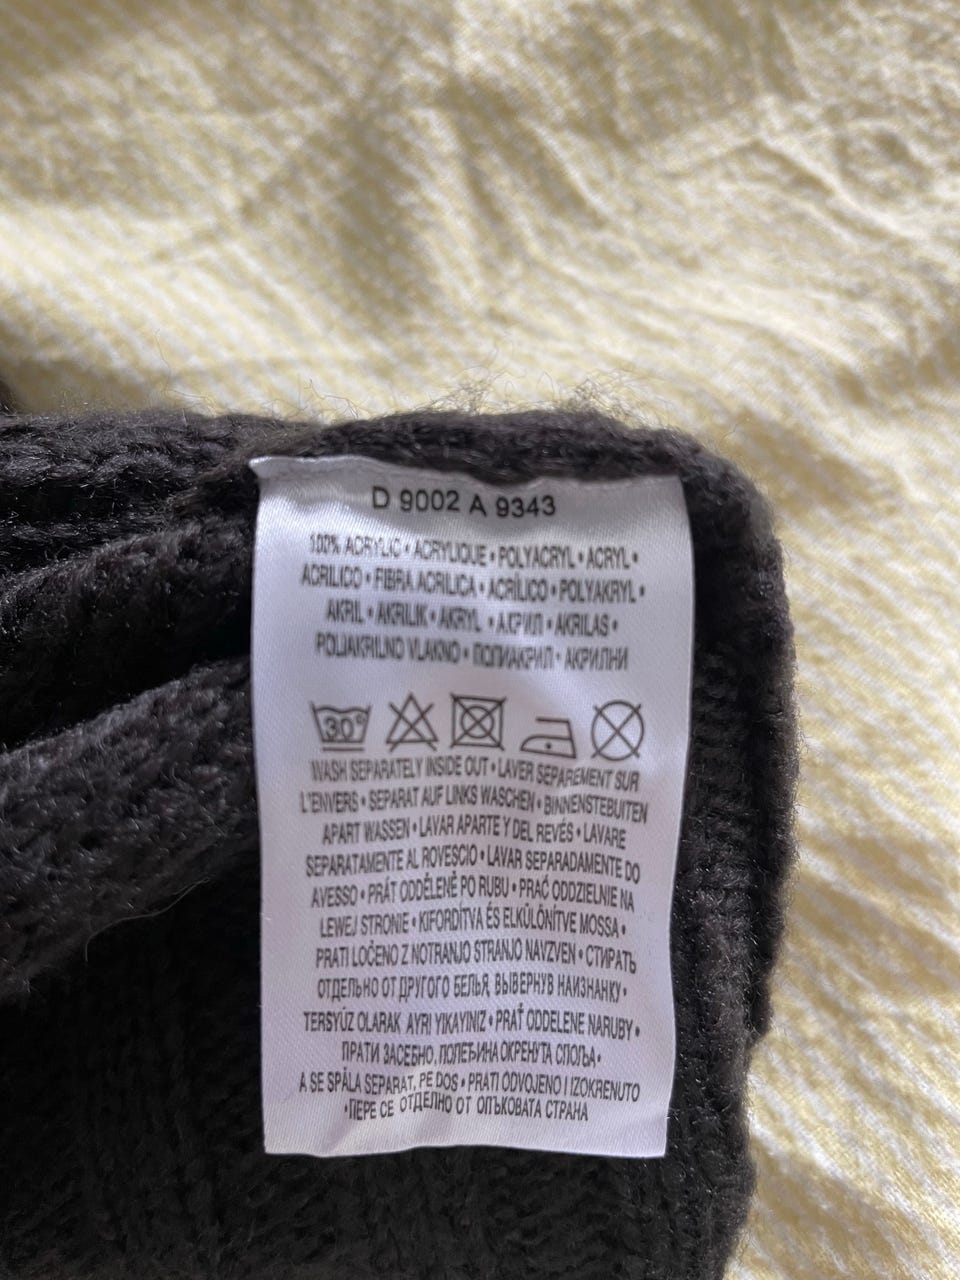 D 9002 A 9343
100% ACRYLIC • ACRYLIQUE • POLYACRYL • ACRYL •
ACRILICO • FIBRA ACRILICA • ACRÍLICO • POLYAKRYL •
AKRIL • AKRILIK • AKRYL • АКРИЛ • AKRILAS •
POLIAKRILNO VLAKNO • ПОЛИАКРИЛ • АКРИЛНИ
30°
WASH SEPARATELY INSIDE OUT • LAVER SEPAREMENT SUR
L'ENVERS • SEPARAT AUF LINKS WASCHEN • BINNENSTEBUITEN
APART WASSEN • LAVAR APARTE Y DEL REVÉS • LAVARE
SEPARATAMENTE AL ROVESCIO • LAVAR SEPARADAMENTE DO
AVESSO • PRÁT ODDĚLENĚ PO RUBU • PRAĆ ODDZIELNIE NA
LEWEJ STRONIE • KIFORDÍTVA ÉS ELKÜLÖNÍTVE MOSSA •
PRATI LOČENO Z NOTRANJO STRANJO NAVZVEN • СТИРАТЬ
ОТДЕЛЬНО ОТ ДРУГОГО БЕЛЬЯ, ВЫВЕРНУВ НАИЗНАНКУ •
TERSYÜZ OLARAK AYRI YIKAYINIZ • PRAŤ ODDELENE NARUBY •
ПРАТИ ЗАСЕБНО, ПОЛЕЂИНА ОКРЕНУТА СПОЉА •
A SE SPĂLA SEPARAT, PE DOS • PRATI ODVOJENO I IZOKRENUTO
• ПЕРЕ СЕ ОТДЕЛНО ОТ ОПЪКОВАТА СТРАНА